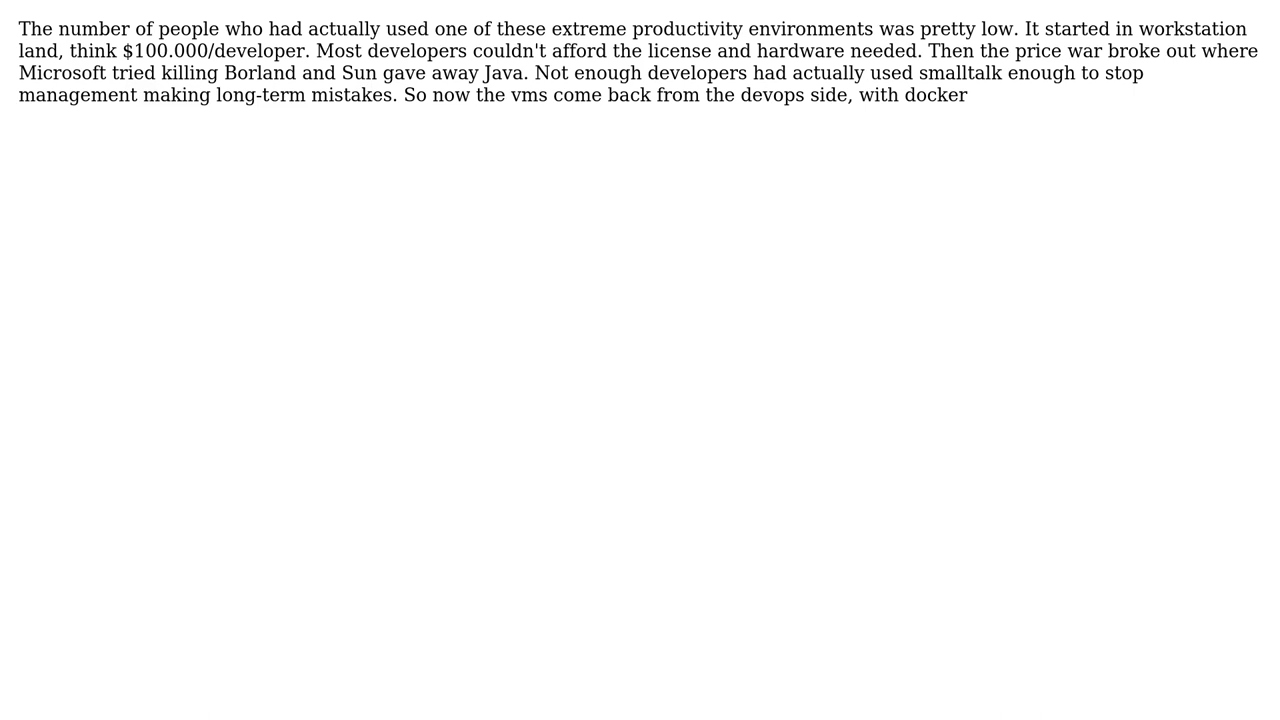 The number of people who had actually used one of these extreme productivity environments was pretty low. It started in workstation
land, think $100.000/developer. Most developers couldn't afford the license and hardware needed. Then the price war broke out where
Microsoft tried killing Borland and Sun gave away Java. Not enough developers had actually used smalltalk enough to stop
management making long-term mistakes. So now the vms come back from the devops side, with docker